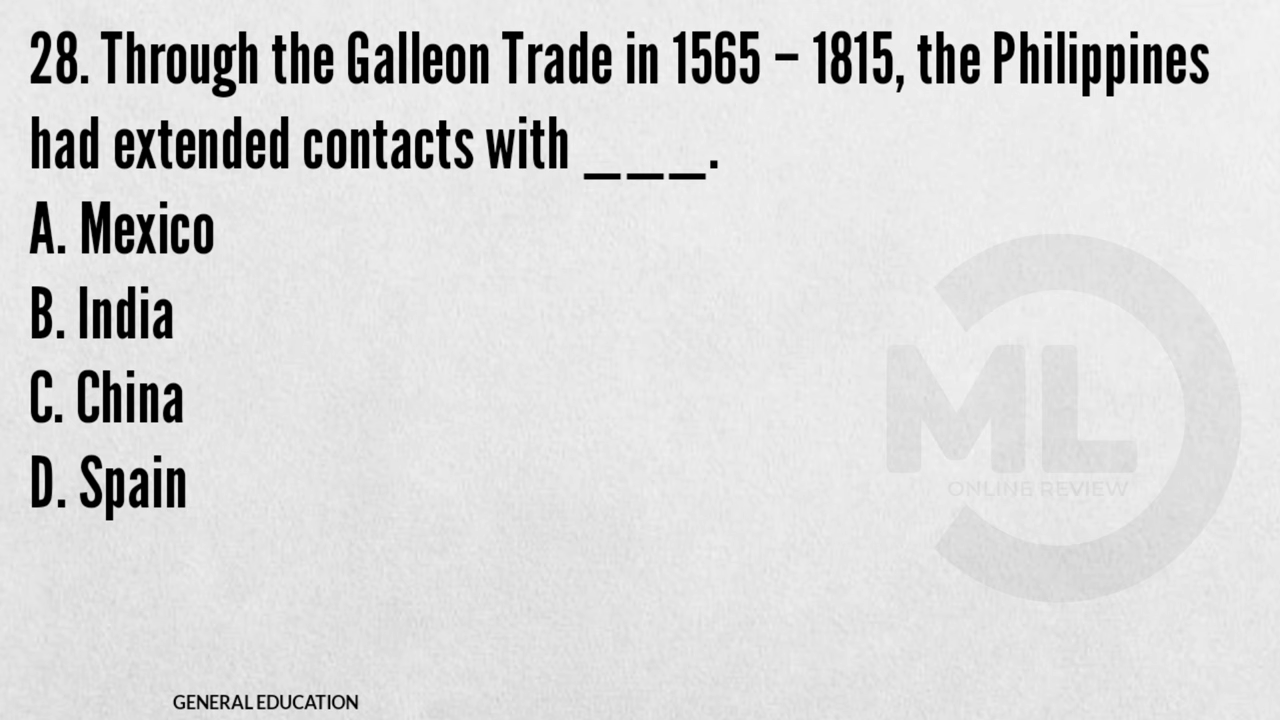 28. Through the Galleon Trade in 1565 – 1815, the Philippines
had extended contacts with ___.
A. Mexico
B. India
C. China
D. Spain
ML
ONLINE REVIEW
GENERAL EDUCATION